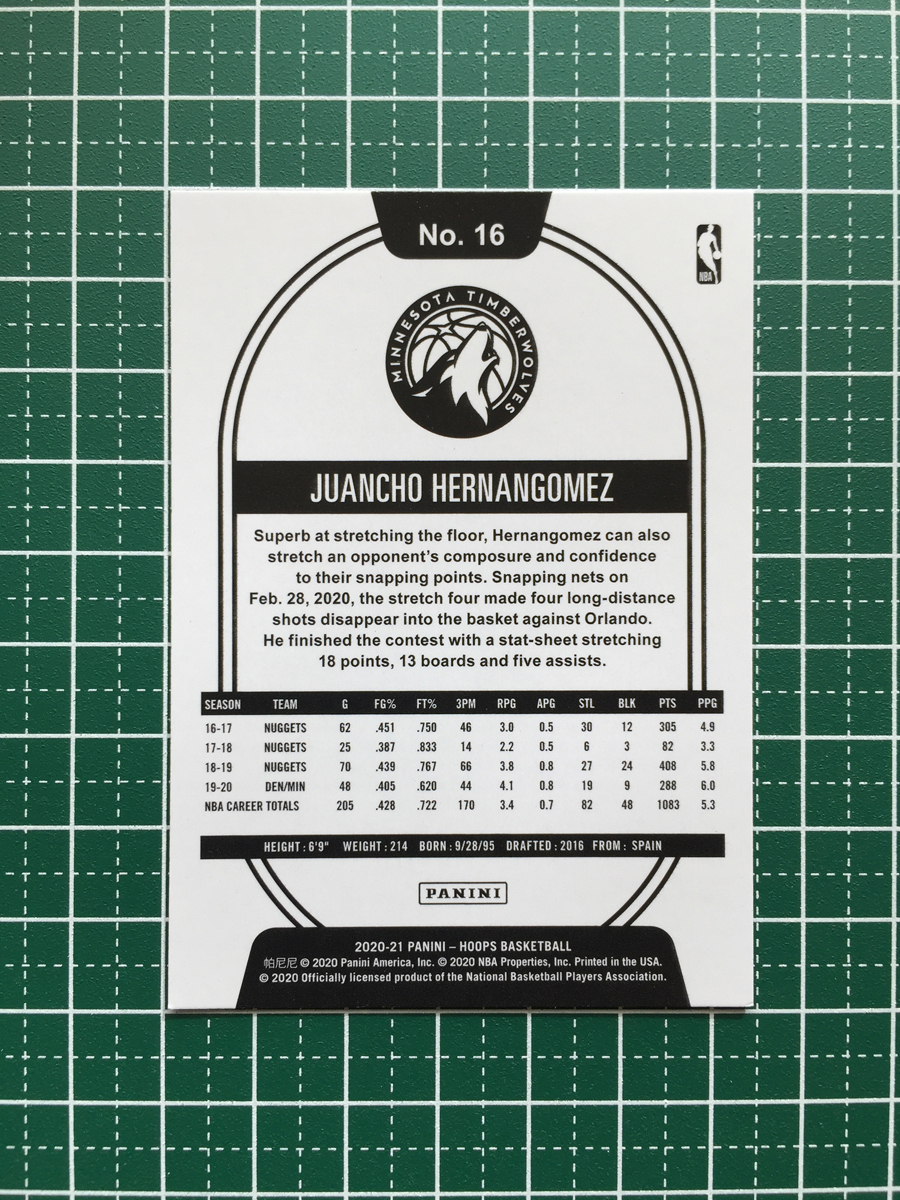 No. 16
NBA
MINNESOTA TIMBERWOLVES
JUANCHO HERNANGOMEZ
Superb at stretching the floor, Hernangomez can also
stretch an opponent's composure and confidence
to their snapping points. Snapping nets on
Feb. 28, 2020, the stretch four made four long-distance
shots disappear into the basket against Orlando.
He finished the contest with a stat-sheet stretching
18 points, 13 boards and five assists.
SEASON TEAM G FG% FT% 3PM RPG APG STL BLK PTS PPG
16-17 NUGGETS 62 .451 .750 46 3.0 0.5 30 12 305 4.9
17-18 NUGGETS 25 .387 .833 14 2.2 0.5 6 3 82 3.3
18-19 NUGGETS 70 .439 .767 66 3.8 0.8 27 24 408 5.8
19-20 DEN/MIN 48 .405 .620 44 4.1 0.8 19 9 288 6.0
NBA CAREER TOTALS 205 .428 .722 170 3.4 0.7 82 48 1083 5.3
HEIGHT: 6'9" WEIGHT: 214 BORN: 9/28/95 DRAFTED: 2016 FROM: SPAIN
PANINI
2020-21 PANINI – HOOPS BASKETBALL
帕尼尼 © 2020 Panini America, Inc. © 2020 NBA Properties, Inc. Printed in the USA.
© 2020 Officially licensed product of the National Basketball Players Association.